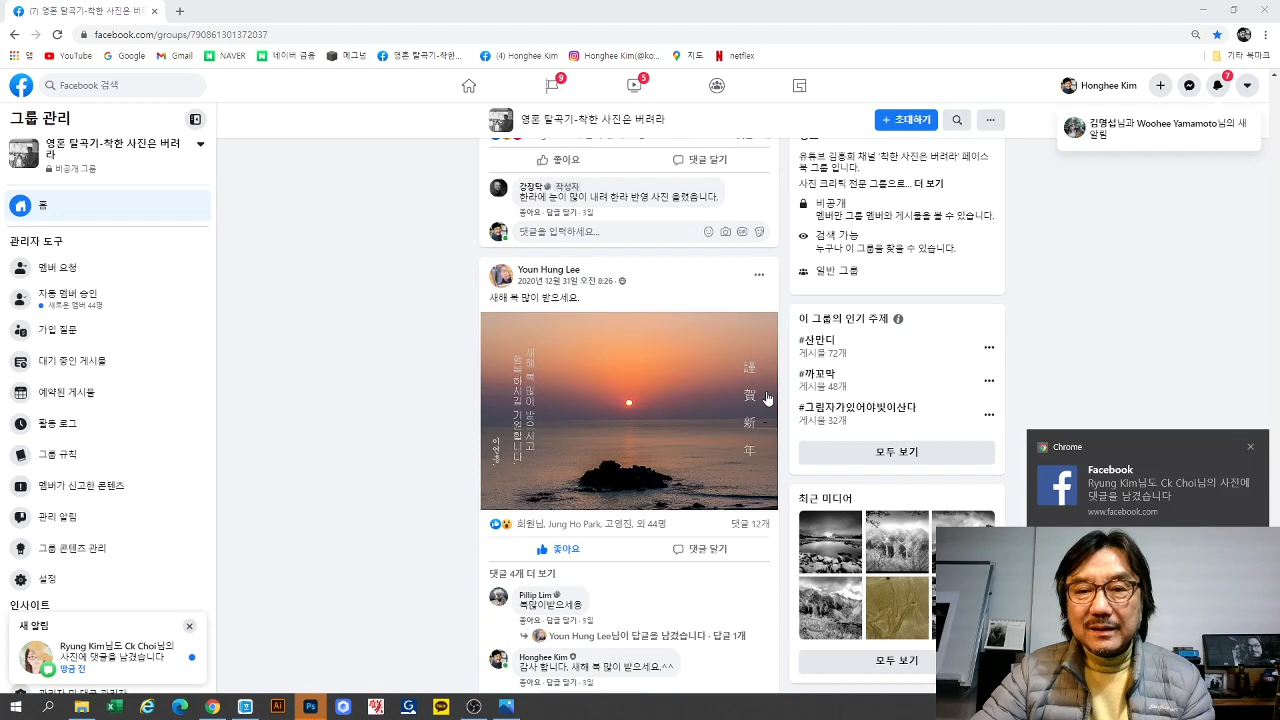 (7) 영혼 탈곡기-착한 사진은 버려라
facebook.com/groups/790861301372037
앱
YouTube
Google
Gmail
NAVER
네이버 금융
메그넘
영혼 탈곡기-착한...
(4) Honghee Kim
Honghee Kim(@ko...
지도
netflix
기타 북마크
Facebook 검색
9
5
Honghee Kim
7
그룹 관리
영혼 탈곡기-착한 사진은 버려
라
비공개 그룹
홈
관리자 도구
멤버 요청
자동 멤버 승인
새로운 멤버 44명
가입 질문
대기 중인 게시물
예약된 게시물
활동 로그
그룹 규칙
멤버가 신고한 콘텐츠
관리 알림
그룹 콘텐츠 관리
설정
인사이트
새 알림
Ryung Kim님도 Ck Choi님의
사진에 댓글을 남겼습니다
방금 전
영혼 탈곡기-착한 사진은 버려라
+ 초대하기
좋아요
댓글 달기
강정닥 작성자
한라에 눈이 많이 내려 한라 반영 사진 올렸읍니다.
좋아요 · 답글 달기 · 3일
댓글을 입력하세요...
Youn Hung Lee
2020년 12월 31일 오전 8:26
새해 복 많이 받으세요.
새해 복 많이 받으시고
행복하시길 기원합니다.
謹賀新年
회원님, Jung Ho Park, 고영진, 외 44명
댓글 12개
좋아요
댓글 달기
댓글 4개 더 보기
Pillip Lim
복많이받으세용
좋아요 · 답글 달기 · 5일
Youn Hung Lee님이 답글을 남겼습니다 · 답글 1개
Honghee Kim
감사 합니다, 새해 복 많이 받으세요.^^
좋아요 · 답글 달기 · 3일
유튜브 김홍희 채널 '착한 사진은 버려라' 페이스
북 그룹 입니다.
사진 크리틱 전문 그룹으로... 더 보기
비공개
멤버만 그룹 멤버와 게시물을 볼 수 있습니다.
검색 가능
누구나 이 그룹을 찾을 수 있습니다.
일반 그룹
이 그룹의 인기 주제
#산만디
게시물 72개
#까꼬막
게시물 48개
#그림자가있어야빛이산다
게시물 32개
모두 보기
최근 미디어
모두 보기
김명섭님과 Woohee Yamamoto님의 새
알림
Chrome
Facebook
Ryung Kim님도 Ck Choi님의 사진에
댓글을 남겼습니다
www.facebook.com